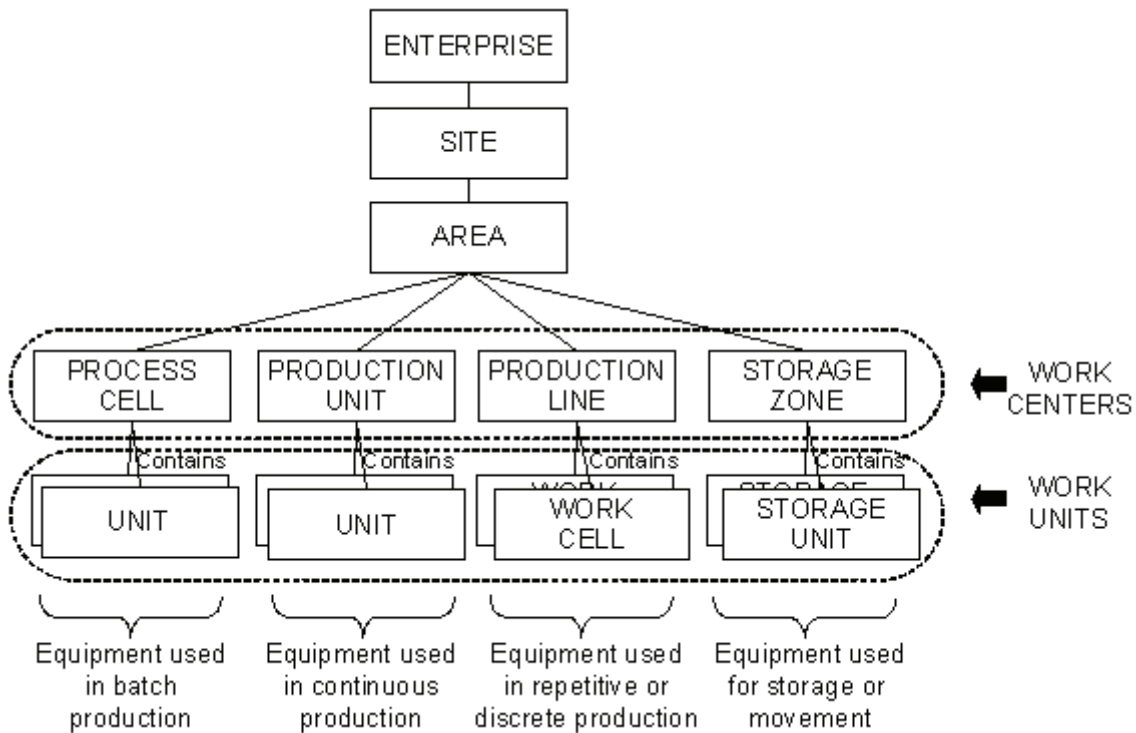 ENTERPRISE
SITE
AREA
PROCESS
CELL
PRODUCTION
UNIT
PRODUCTION
LINE
STORAGE
ZONE
WORK
CENTERS
Contains
Contains
Contains
Contains
UNIT
UNIT
WORK
WORK
CELL
STORAGE
STORAGE
UNIT
WORK
UNITS
Equipment used
in batch
production
Equipment used
in continuous
production
Equipment used
in repetitive or
discrete production
Equipment used
for storage or
movement